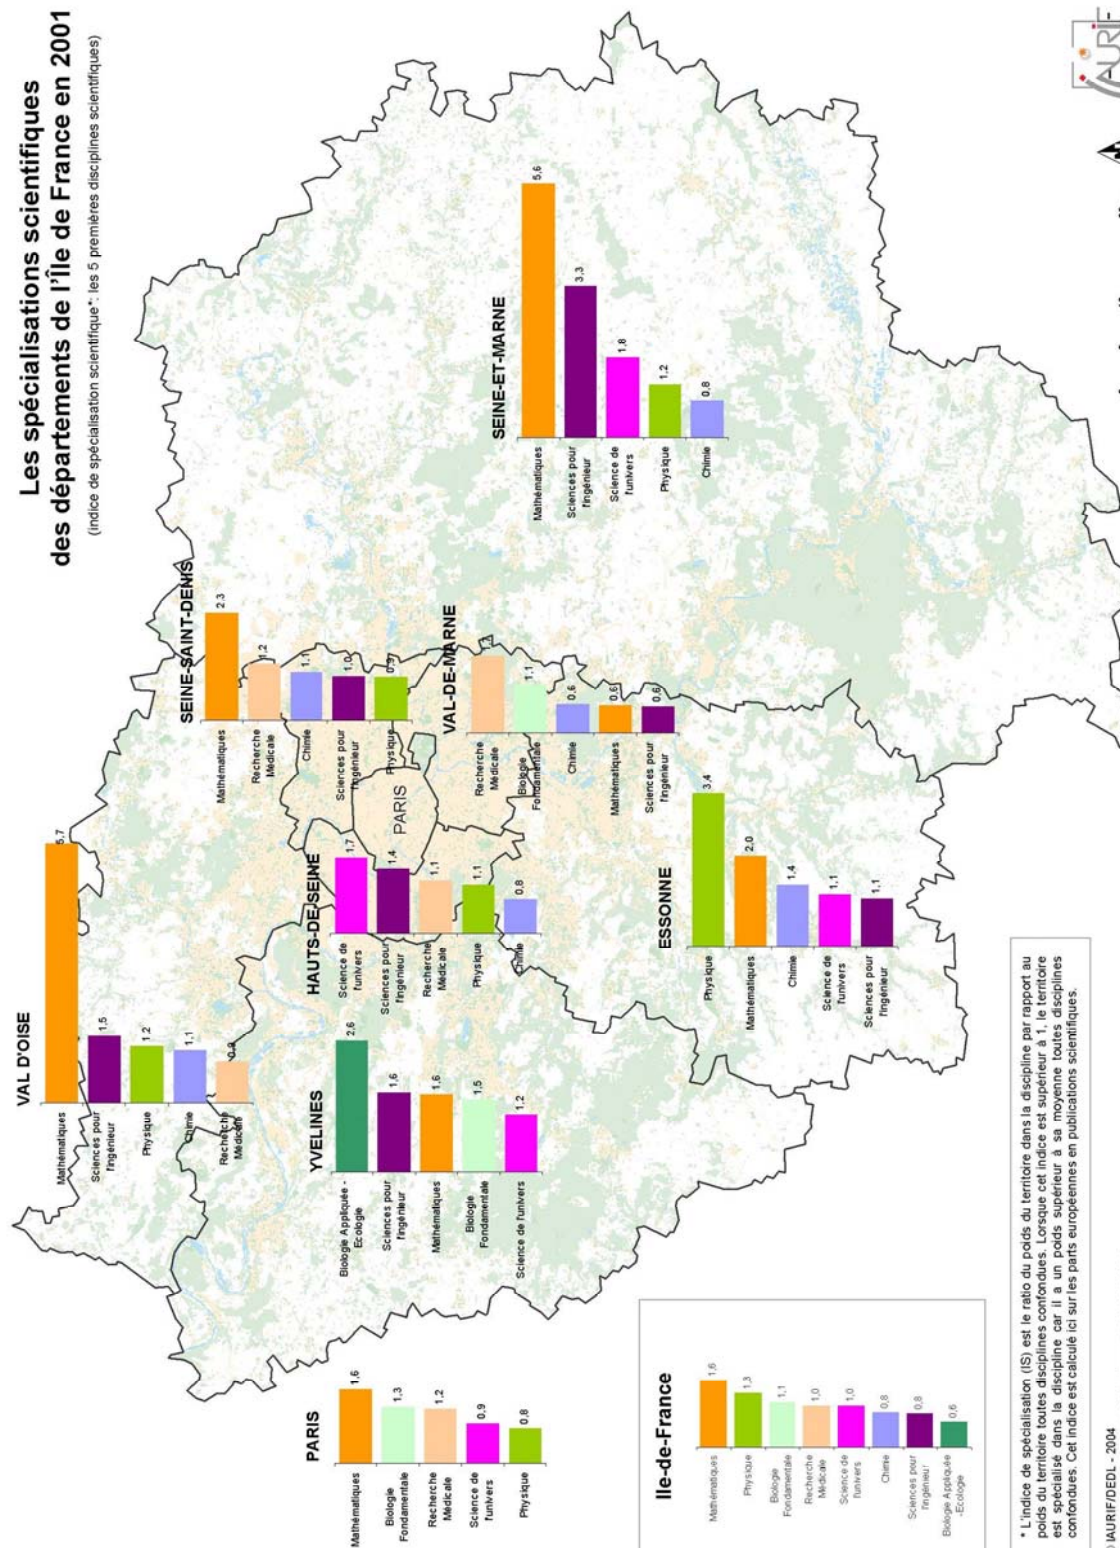 Les spécialisations scientifiques
des départements de l'Île de France en 2001
(indice de spécialisation scientifique*: les 5 premières disciplines scientifiques)
VAL D'OISE
5,7
1,5
1,2
1,1
0,9
Mathématiques
Sciences pour
l'ingénieur
Physique
Chimie
Recherche
Médicale
SEINE-SAINT-DENIS
2,3
1,2
1,1
1,0
0,9
Mathématiques
Recherche
Médicale
Chimie
Sciences pour
l'ingénieur
Physique
YVELINES
2,6
1,6
1,6
1,5
1,2
Biologie Appliquée -
Ecologie
Sciences pour
l'ingénieur
Mathématiques
Biologie
Fondamentale
Science de l'univers
HAUTS-DE-SEINE
1,7
1,4
1,1
1,1
0,8
Science de
l'univers
Sciences pour
l'ingénieur
Recherche
Médicale
Physique
Chimie
PARIS
VAL-DE-MARNE
1,1
0,6
0,6
0,6
Recherche
Médicale
Biologie
Fondamentale
Chimie
Mathématiques
Sciences pour
l'ingénieur
SEINE-ET-MARNE
5,6
3,3
1,8
1,2
0,8
Mathématiques
Sciences pour
l'ingénieur
Science de
l'univers
Physique
Chimie
PARIS
1,6
1,3
1,2
0,9
0,8
Mathématiques
Biologie
Fondamentale
Recherche
Médicale
Science de
l'univers
Physique
ESSONNE
3,4
2,0
1,4
1,1
1,1
Physique
Mathématiques
Chimie
Science de
l'univers
Sciences pour
l'ingénieur
Ile-de-France
1,6
1,3
1,1
1,0
1,0
0,8
0,8
0,6
Mathématiques
Physique
Biologie
Fondamentale
Recherche
Médicale
Science de
l'univers
Chimie
Sciences pour
l'ingénieur
Biologie Appliquée
-Ecologie
* L'indice de spécialisation (IS) est le ratio du poids du territoire dans la discipline par rapport au
poids du territoire toutes disciplines confondues. Lorsque cet indice est supérieur à 1, le territoire
est spécialisé dans la discipline car il a un poids supérieur à sa moyenne toutes disciplines
confondues. Cet indice est calculé ici sur les parts européennes en publications scientifiques.
IAURIF/DEDL - 2004
IAURIF